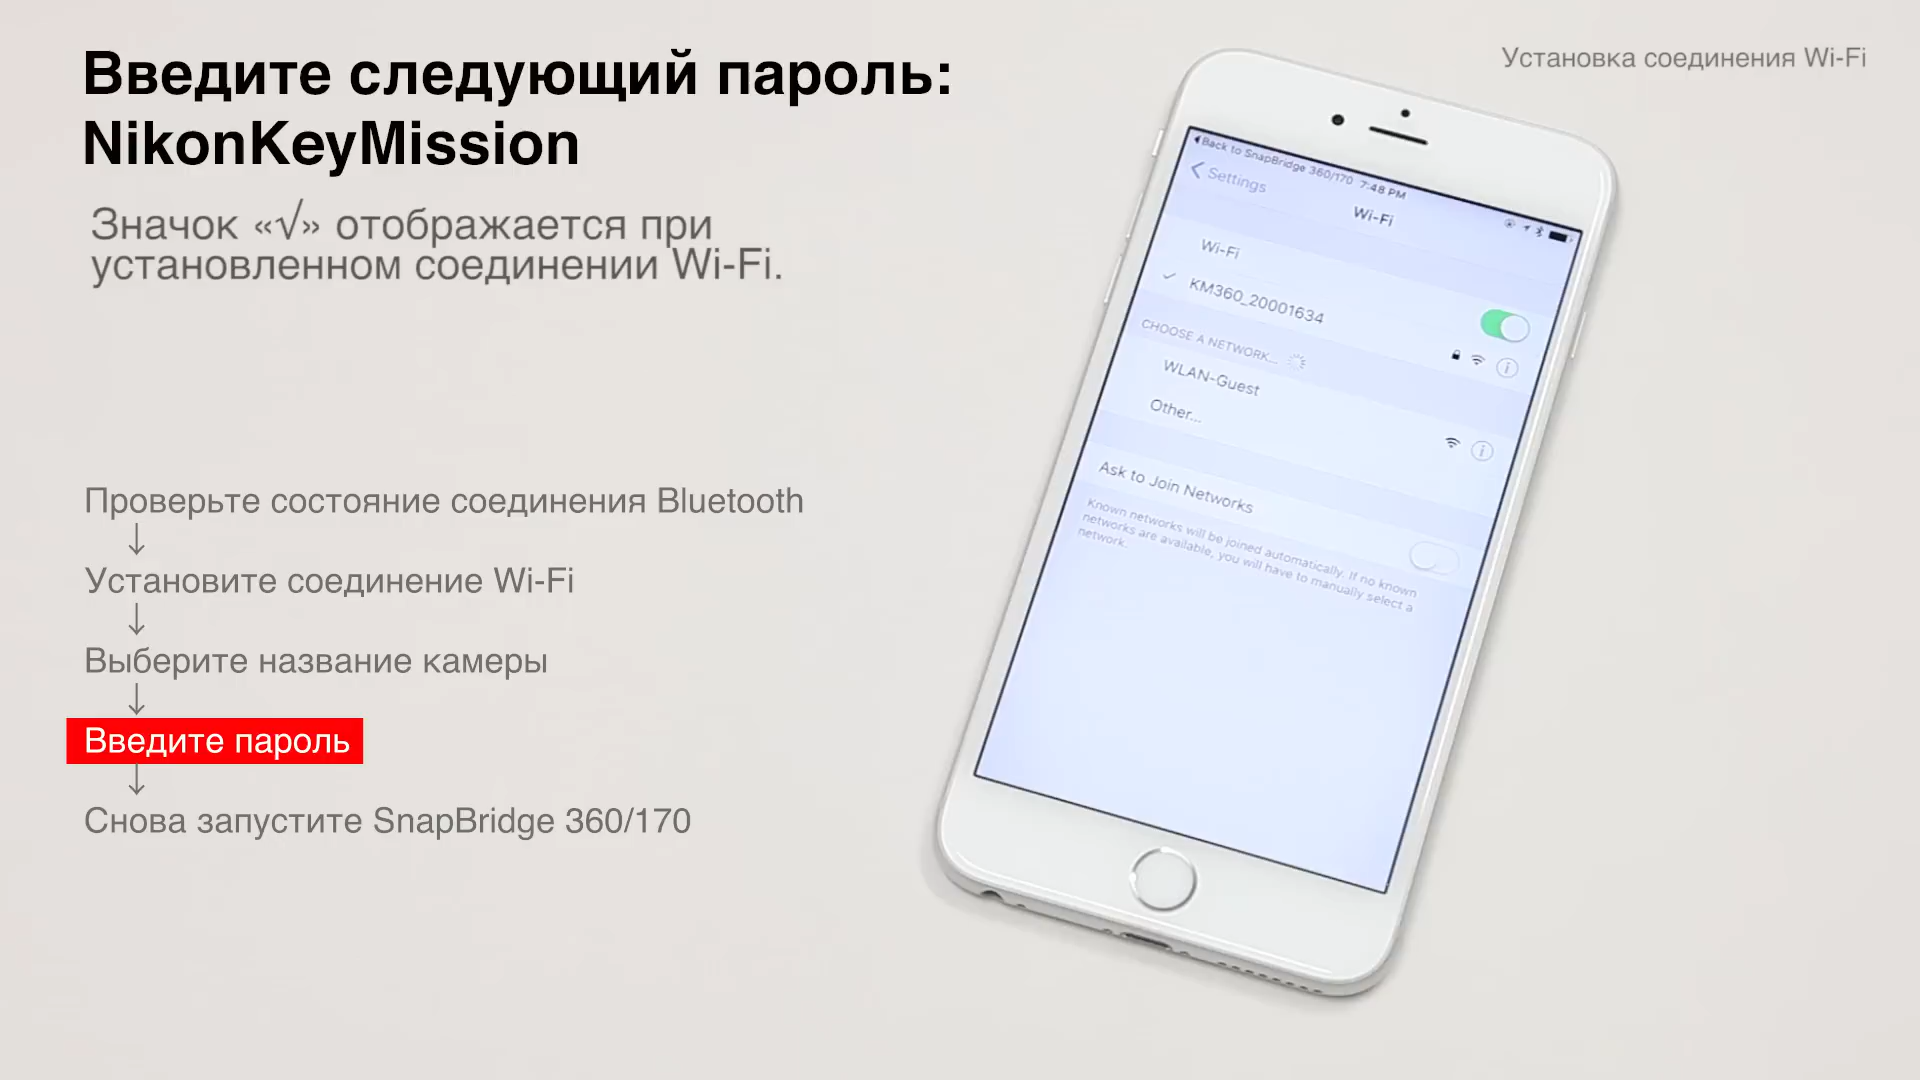 Введите следующий пароль:
NikonKeyMission
Значок «√» отображается при
установленном соединении Wi-Fi.
Проверьте состояние соединения Bluetooth
↓
Установите соединение Wi-Fi
↓
Выберите название камеры
↓
Введите пароль
↓
Снова запустите SnapBridge 360/170
Установка соединения Wi-Fi
Back to SnapBridge 360/170 7:48 PM
Settings
Wi-Fi
Wi-Fi
✓ KM360_20001634
CHOOSE A NETWORK...
WLAN-Guest
Other...
Ask to Join Networks
Known networks will be joined automatically. If no known
networks are available, you will have to manually select a
network.